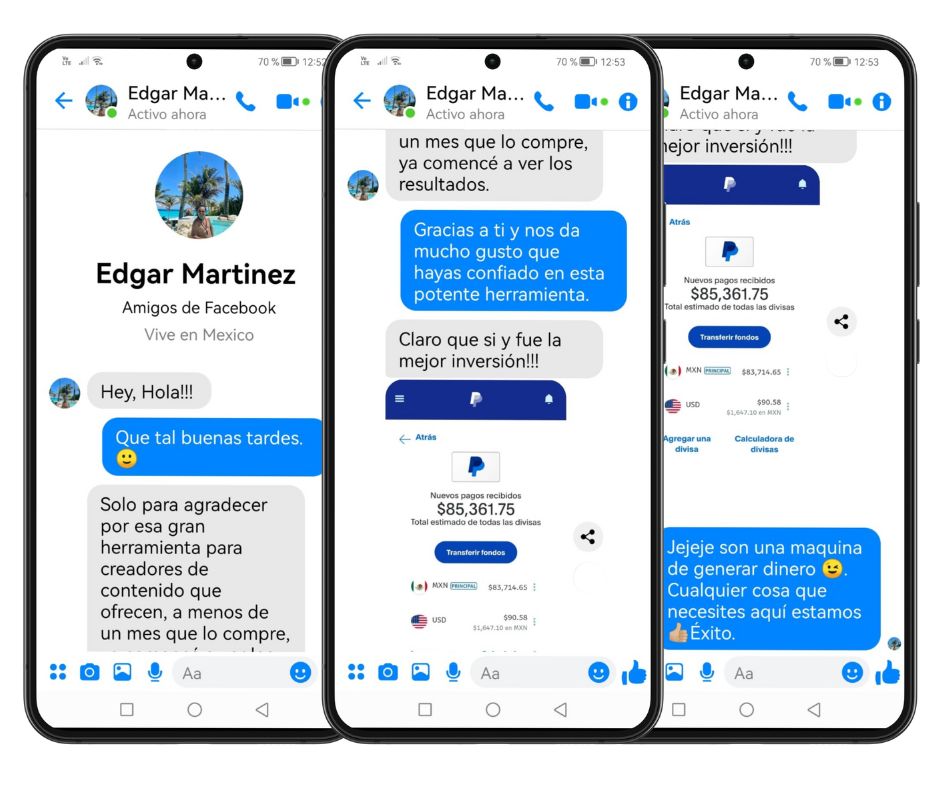 Vo
LTE
70 %
12:52
Edgar Ma...
Activo ahora
Edgar Martinez
Amigos de Facebook
Vive en Mexico
Hey, Hola!!!
Que tal buenas tardes.
Solo para agradecer
por esa gran
herramienta para
creadores de
contenido que
ofrecen, a menos de
un mes que lo compre,
Aa
Vo
LTE
70 %
12:53
Edgar Ma...
Activo ahora
un mes que lo compre,
ya comencé a ver los
resultados.
Gracias a ti y nos da
mucho gusto que
hayas confiado en esta
potente herramienta.
Claro que si y fue la
mejor inversión!!!
Atrás
Nuevos pagos recibidos
$85,361.75
Total estimado de todas las divisas
Transferir fondos
MXN PRINCIPAL $83,714.65
USD $90.58
$1,647.10 en MXN
Aa
70 %
12:53
Edgar Ma...
Activo ahora
mejor inversión!!!
Atrás
Nuevos pagos recibidos
$85,361.75
Total estimado de todas las divisas
Transferir fondos
MXN PRINCIPAL $83,714.65
USD $90.58
$1,647.10 en MXN
Agregar una
divisa
Calculadora de
divisas
Jejeje son una maquina
de generar dinero 😉.
Cualquier cosa que
necesites aquí estamos
👍🏼Éxito.
Aa